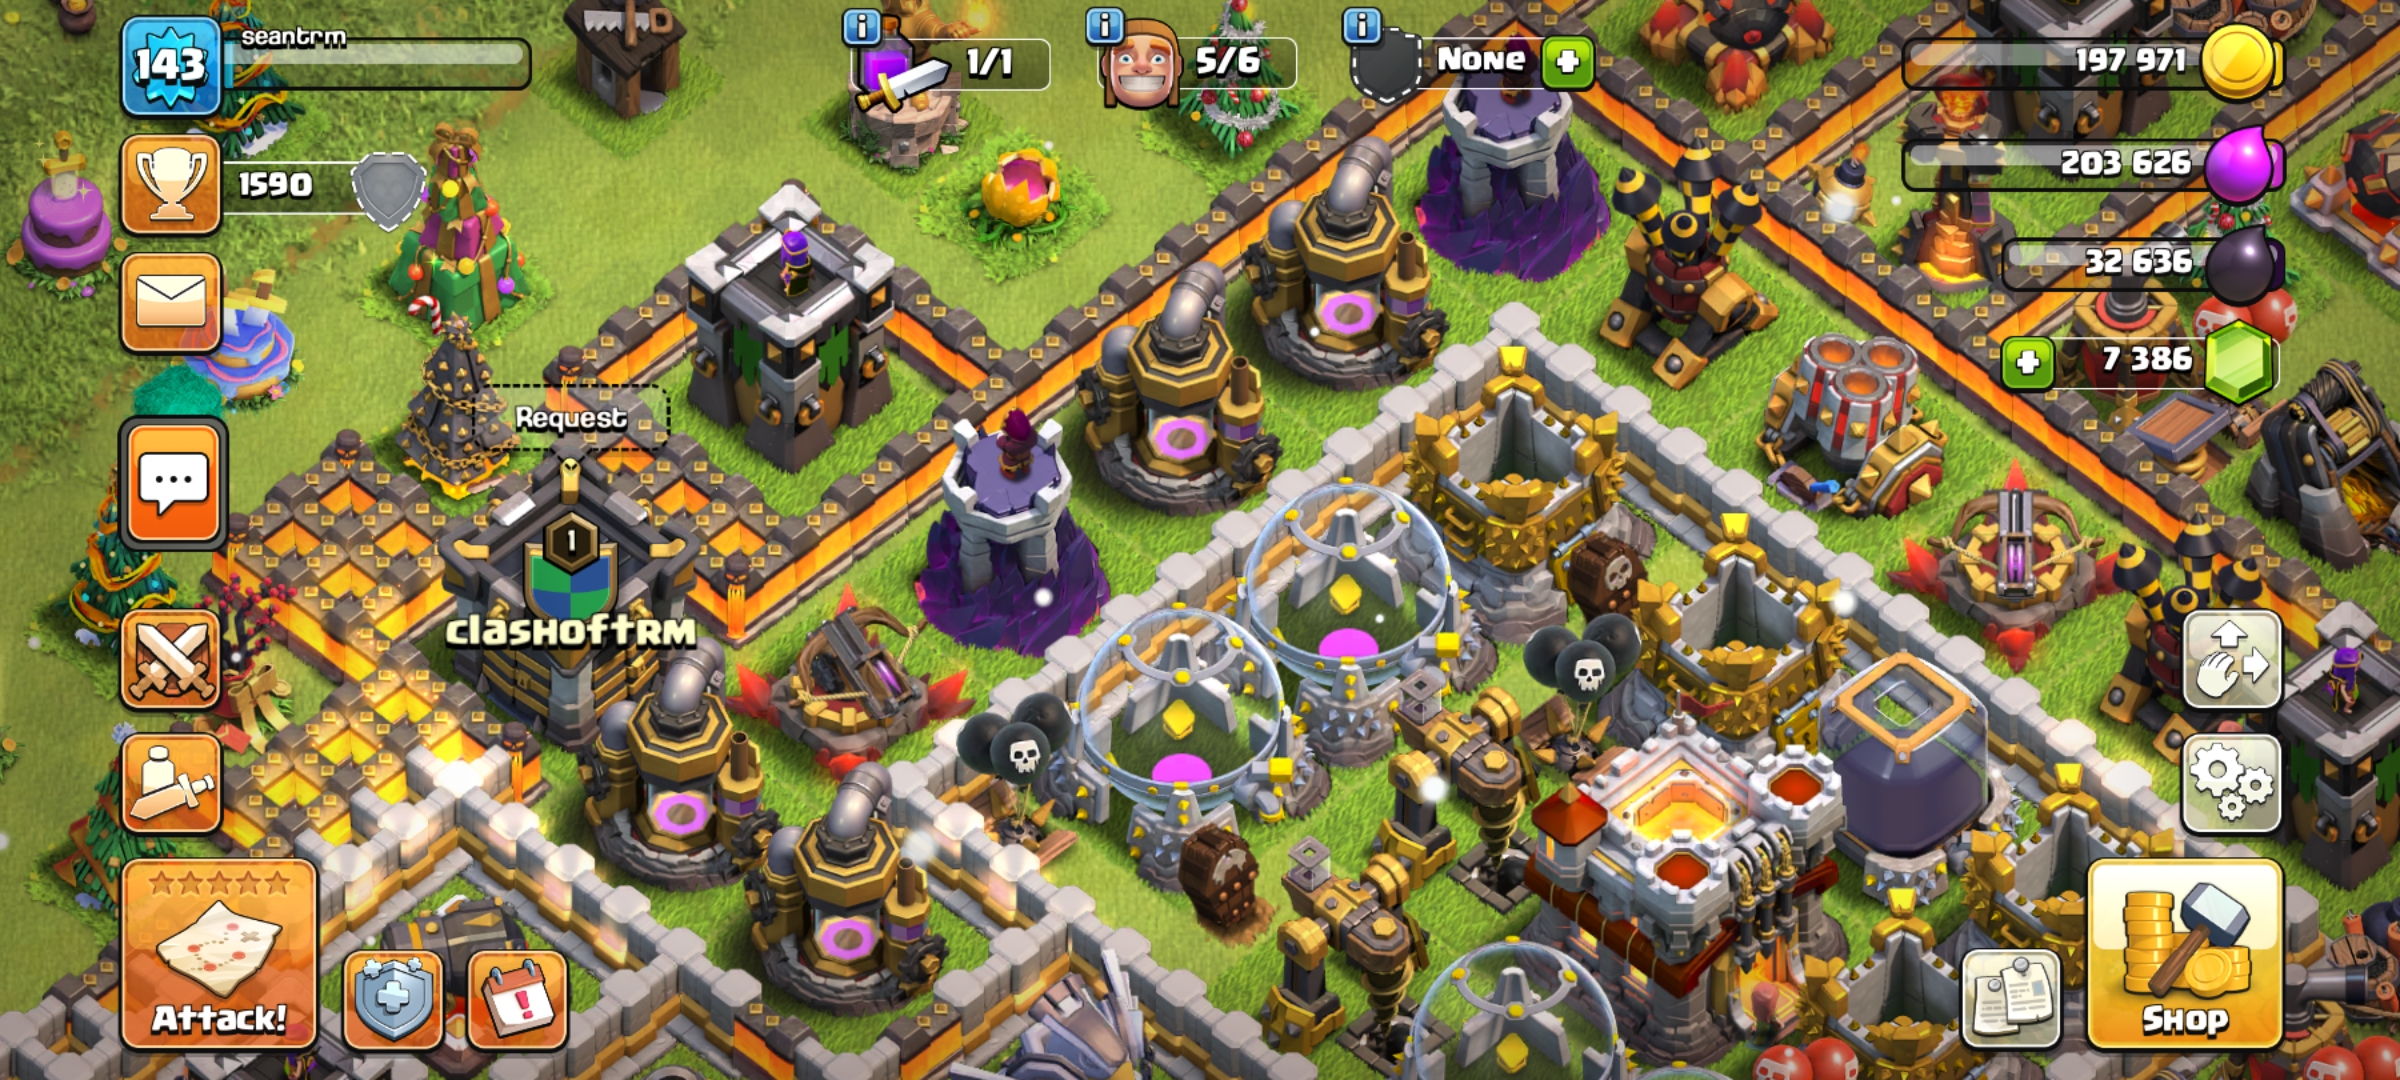 143
seantrm
1/1
5/6
None
197 971
1590
203 626
32 636
7 386
Request
1
clashoftrm
Attack!
Shop